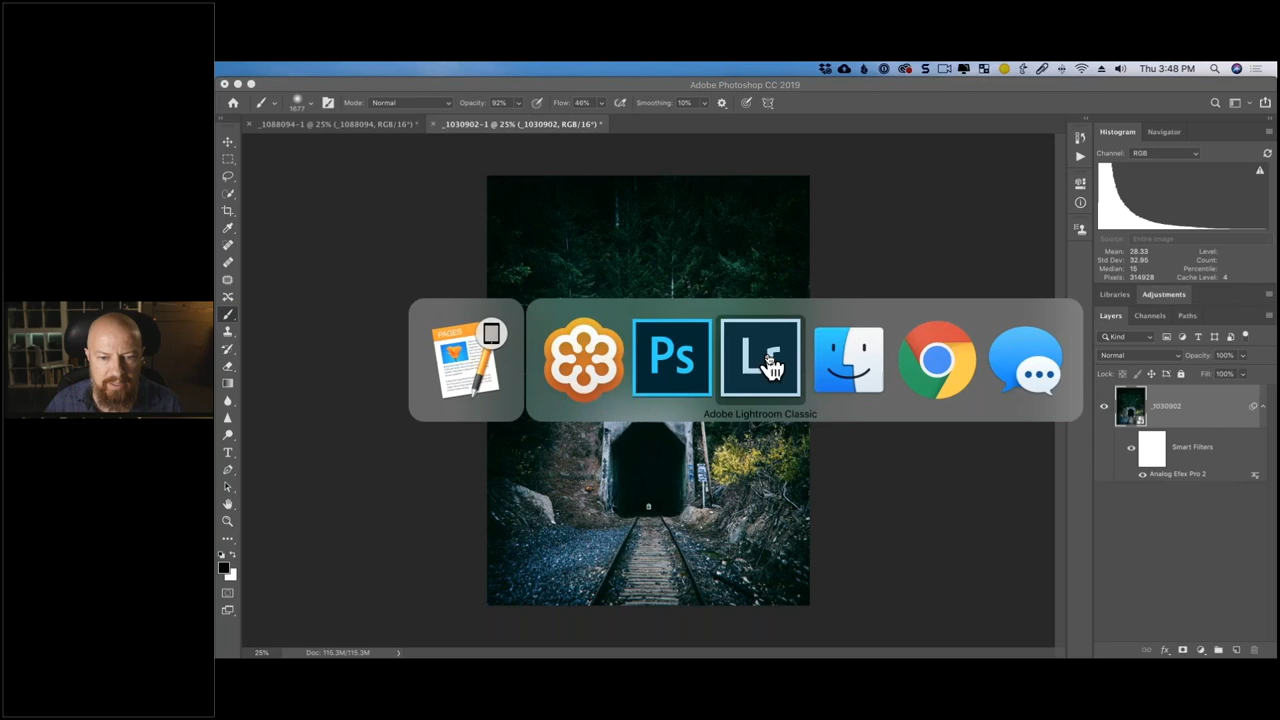 Thu 3:48 PM
Adobe Photoshop CC 2019
1677
Mode: Normal
Opacity: 92%
Flow: 46%
Smoothing: 10%
_1088094-1 @ 25% (_1088094, RGB/16*) *
_1030902-1 @ 25% (_1030902, RGB/16*) *
Histogram
Navigator
Channel: RGB
Source: Entire Image
Mean: 28.33
Level:
Std Dev: 32.95
Count:
Median: 15
Percentile:
Pixels: 314928
Cache Level: 4
Libraries
Adjustments
PAGES
Ps
Lr
Adobe Lightroom Classic
Layers
Channels
Paths
Kind
Normal
Opacity: 100%
Lock:
Fill: 100%
_1030902
Smart Filters
Analog Efex Pro 2
25%
Doc: 115.3M/115.3M
fx